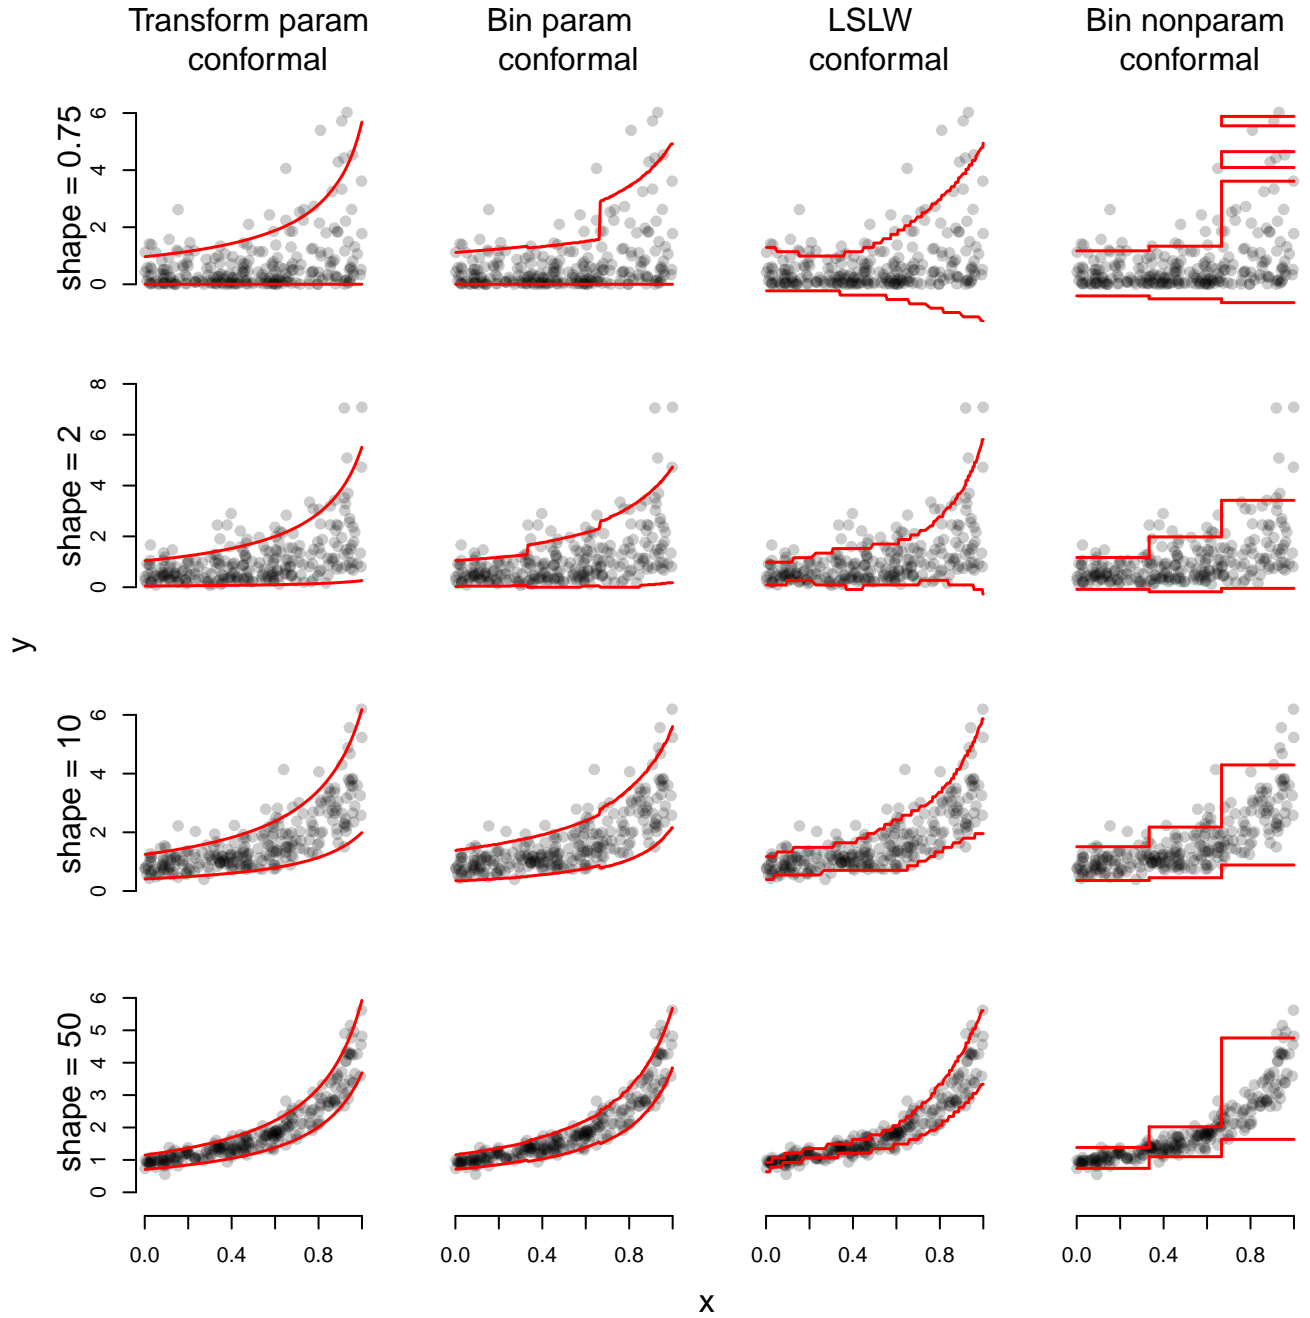 Transform param
conformal
Bin param
conformal
LSLW
conformal
Bin nonparam
conformal
shape = 0.75
0 2 4 6
shape = 2
0 2 4 6 8
y
shape = 10
0 2 4 6
shape = 50
0 1 2 3 4 5 6
0.0 0.4 0.8
0.0 0.4 0.8
0.0 0.4 0.8
0.0 0.4 0.8
x